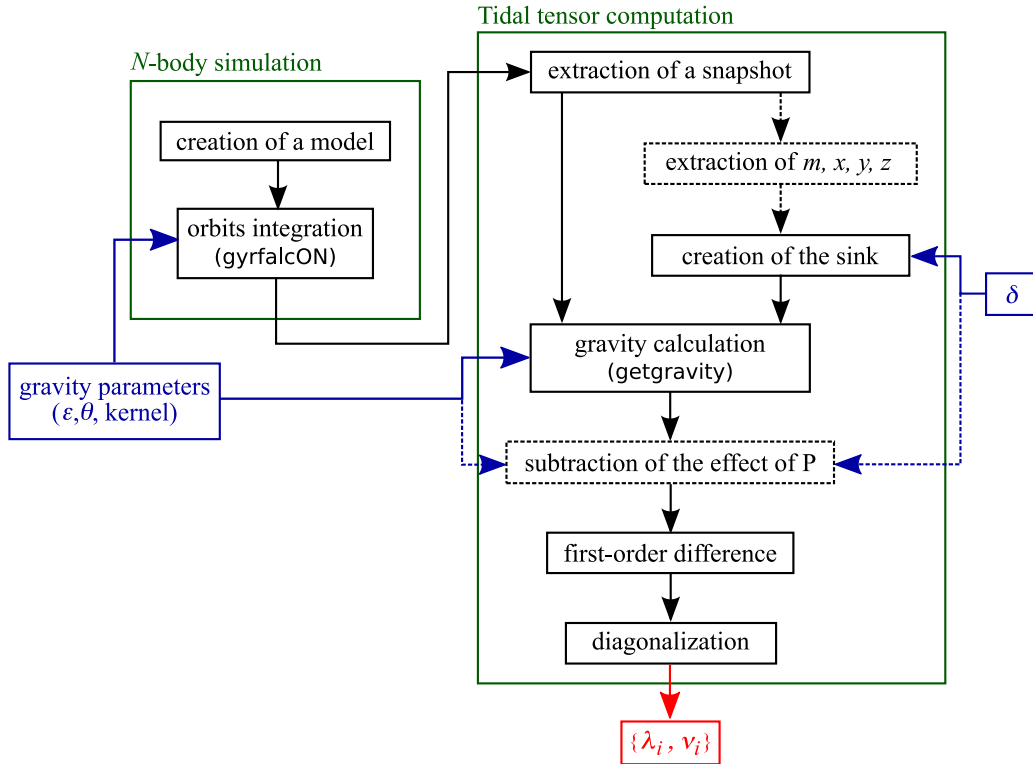 Tidal tensor computation
N-body simulation
extraction of a snapshot
creation of a model
extraction of m, x, y, z
orbits integration
(gyrfalcON)
creation of the sink
δ
gravity calculation
(getgravity)
gravity parameters
(ε,θ, kernel)
subtraction of the effect of P
first-order difference
diagonalization
{λi , νi}